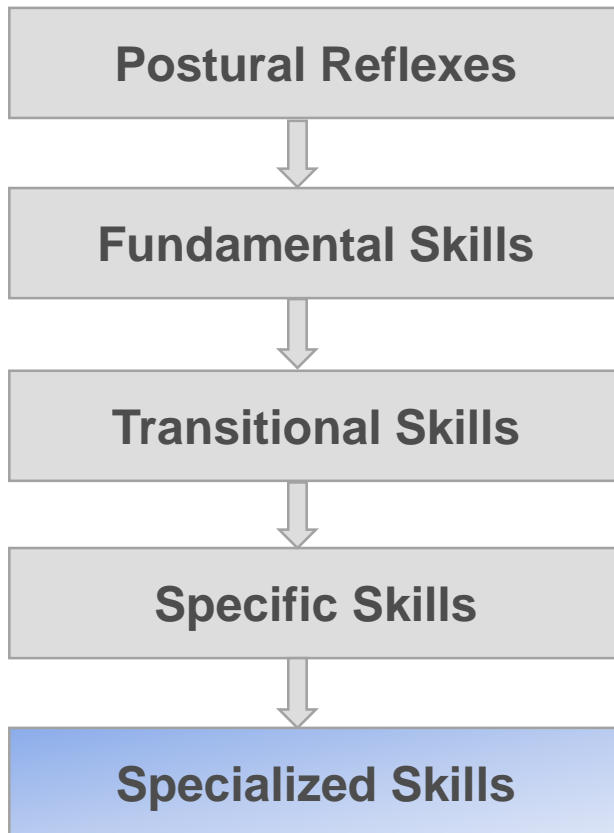 Postural Reflexes
Fundamental Skills
Transitional Skills
Specific Skills
Specialized Skills